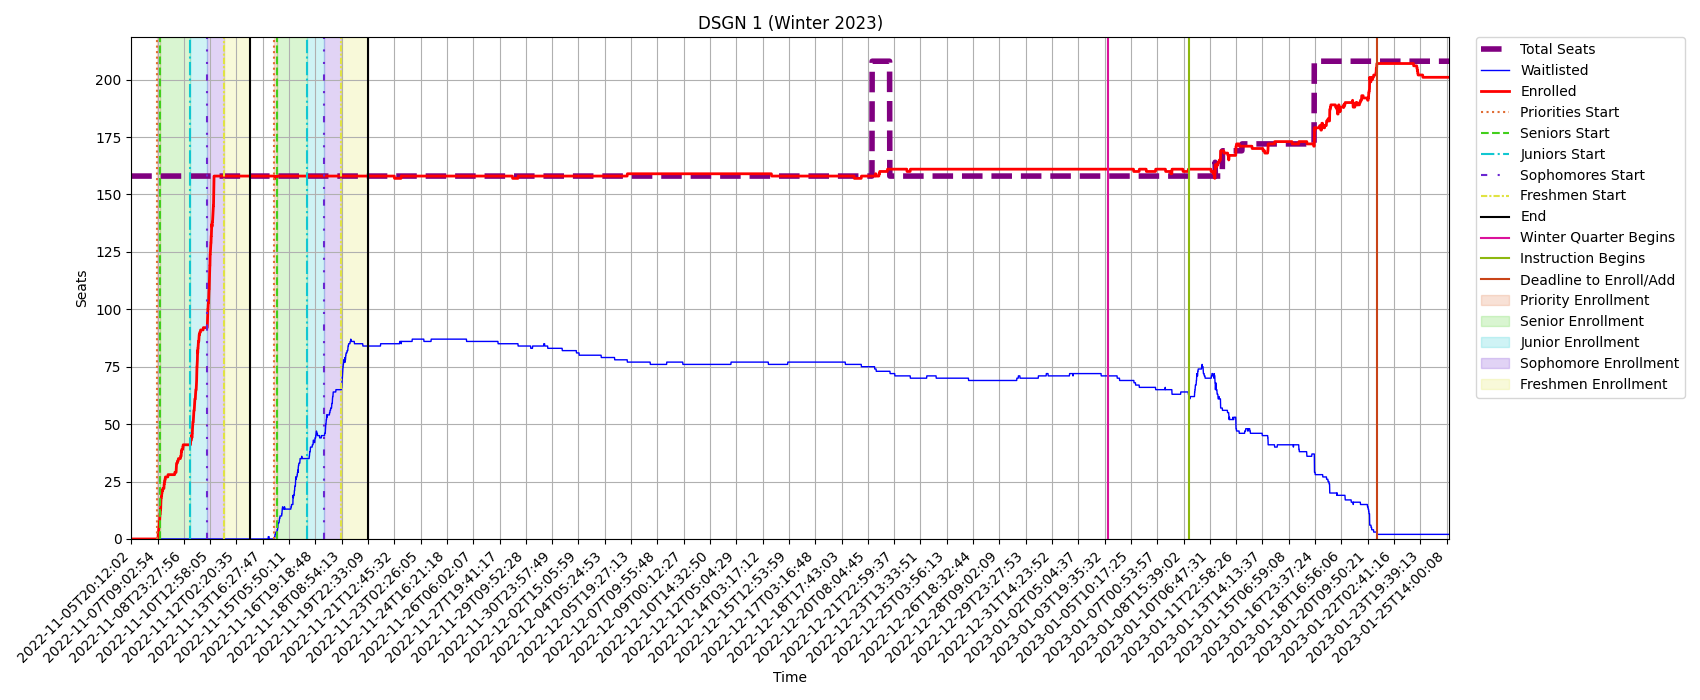 DSGN 1 (Winter 2023)
Total Seats
Waitlisted
Enrolled
Priorities Start
Seniors Start
Juniors Start
Sophomores Start
Freshmen Start
End
Winter Quarter Begins
Instruction Begins
Deadline to Enroll/Add
Priority Enrollment
Senior Enrollment
Junior Enrollment
Sophomore Enrollment
Freshmen Enrollment
Seats
200
175
150
125
100
75
50
25
0
2022-11-05T20:12:02
2022-11-07T09:02:54
2022-11-08T23:27:56
2022-11-10T12:58:05
2022-11-12T02:20:35
2022-11-13T16:27:47
2022-11-15T05:50:11
2022-11-16T19:18:48
2022-11-18T08:54:13
2022-11-19T22:33:09
2022-11-21T12:45:32
2022-11-23T02:26:05
2022-11-24T16:21:18
2022-11-26T06:02:07
2022-11-27T19:41:17
2022-11-29T09:52:28
2022-11-30T23:57:49
2022-12-02T15:05:59
2022-12-04T05:24:53
2022-12-05T19:27:13
2022-12-07T09:55:48
2022-12-09T00:12:27
2022-12-10T14:32:50
2022-12-12T05:04:29
2022-12-14T03:17:12
2022-12-15T12:53:59
2022-12-17T03:16:48
2022-12-18T17:43:03
2022-12-20T08:04:45
2022-12-21T22:59:37
2022-12-23T13:33:51
2022-12-25T03:56:13
2022-12-26T18:32:44
2022-12-28T09:02:09
2022-12-29T23:27:53
2022-12-31T14:23:52
2023-01-02T05:04:37
2023-01-03T19:35:32
2023-01-05T10:17:25
2023-01-07T00:53:57
2023-01-08T15:39:02
2023-01-10T06:47:31
2023-01-11T22:58:26
2023-01-13T14:13:37
2023-01-15T06:59:08
2023-01-16T23:37:24
2023-01-18T16:56:06
2023-01-20T09:50:21
2023-01-22T02:41:16
2023-01-23T19:39:13
2023-01-25T14:00:08
Time